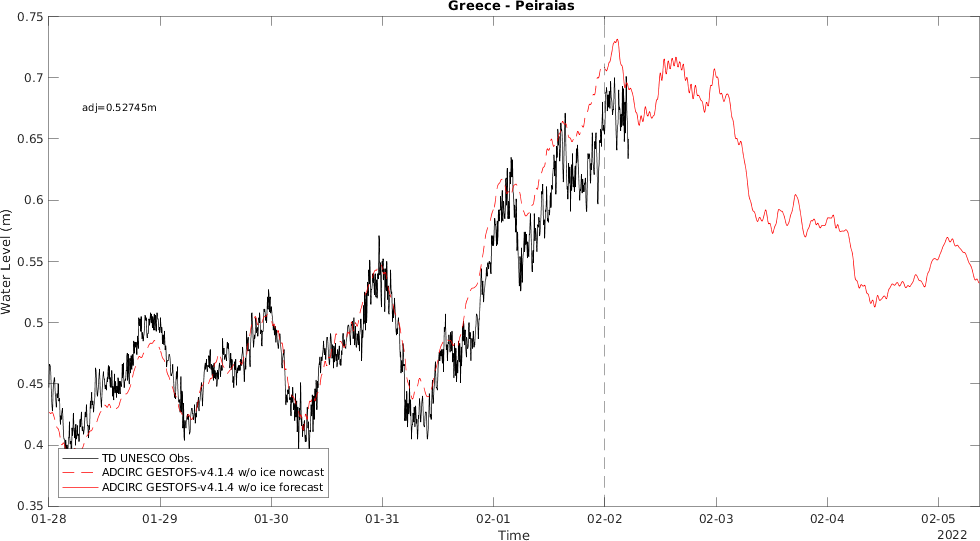 Greece - Peiraias
0.75
0.7
0.65
0.6
0.55
0.5
0.45
0.4
0.35
Water Level (m)
adj=0.52745m
TD UNESCO Obs.
ADCIRC GESTOFS-v4.1.4 w/o ice nowcast
ADCIRC GESTOFS-v4.1.4 w/o ice forecast
01-28 01-29 01-30 01-31 02-01 02-02 02-03 02-04 02-05
Time
2022